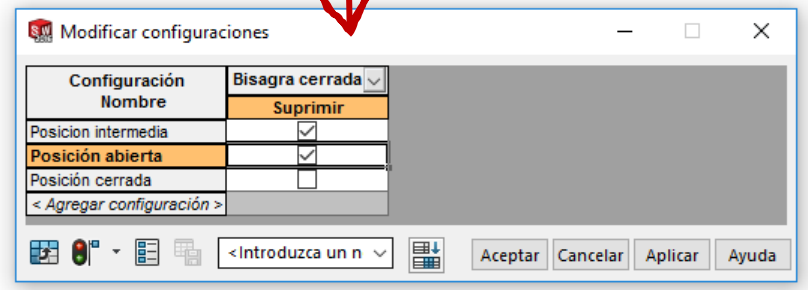 Modificar configuraciones
Configuración Nombre
Bisagra cerrada
Suprimir
Posicion intermedia
Posición abierta
Posición cerrada
< Agregar configuración >
<Introduzca un n
Aceptar
Cancelar
Aplicar
Ayuda